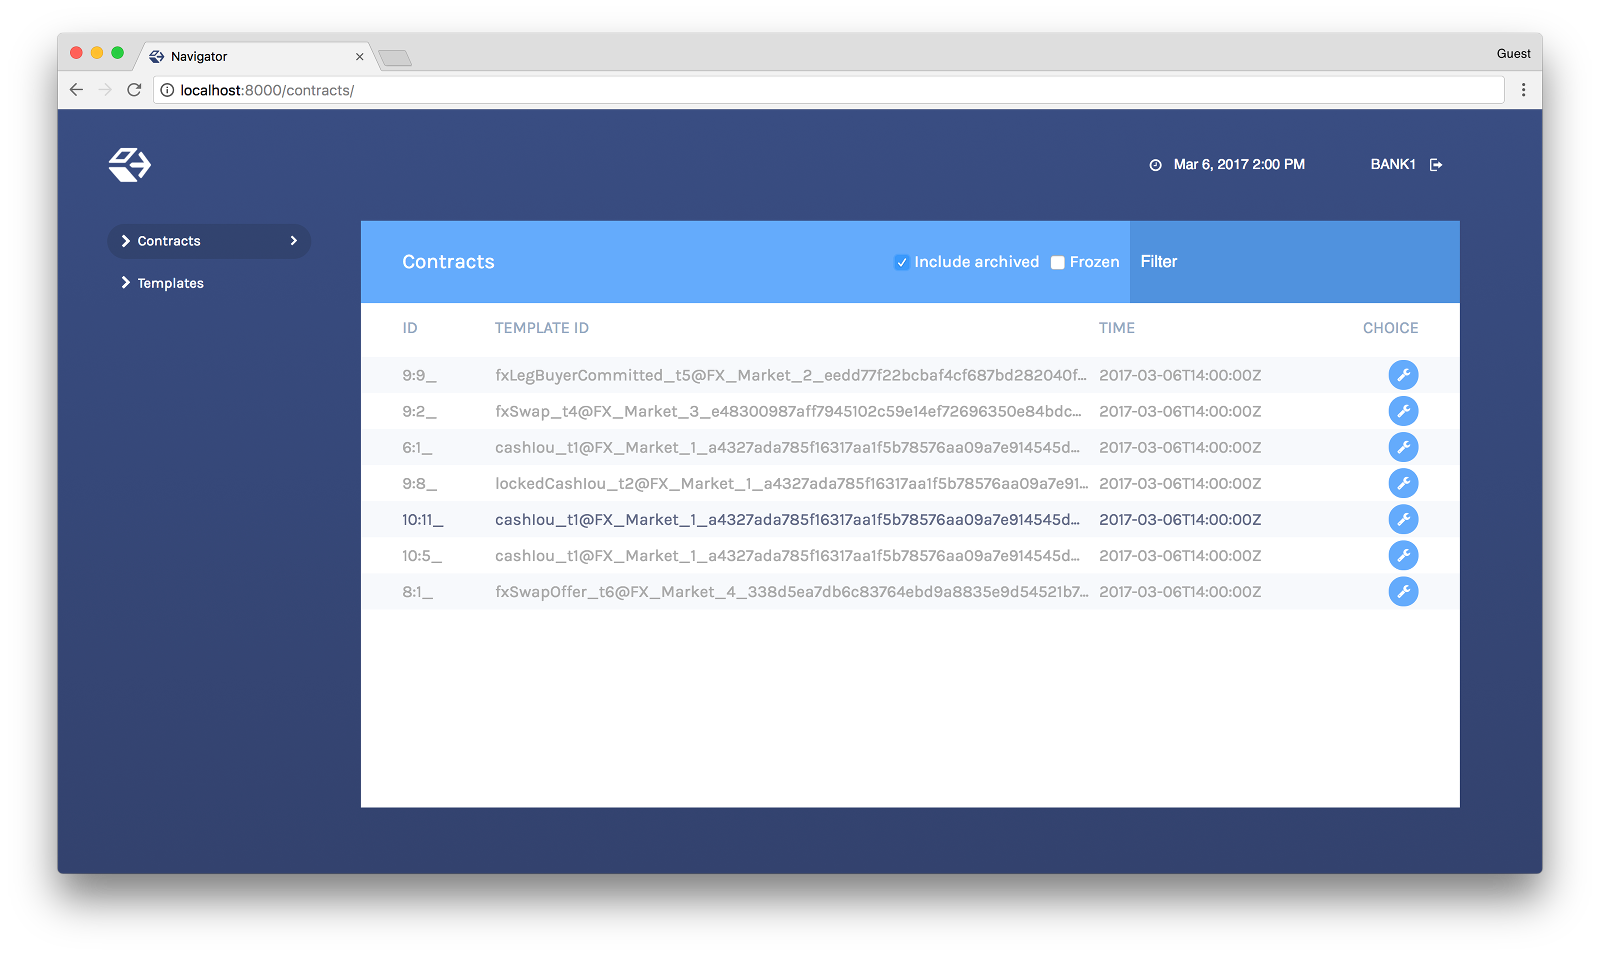 Navigator
Guest
localhost:8000/contracts/
Mar 6, 2017 2:00 PM BANK1
Contracts
Templates
Contracts Include archived Frozen Filter
ID TEMPLATE ID TIME CHOICE
9:9_ fxLegBuyerCommitted_t5@FX_Market_2_eedd77f22bcbaf4cf687bd282040f... 2017-03-06T14:00:00Z
9:2_ fxSwap_t4@FX_Market_3_e48300987aff7945102c59e14ef72696350e84bdc... 2017-03-06T14:00:00Z
6:1_ cashIou_t1@FX_Market_1_a4327ada785f16317aa1f5b78576aa09a7e914545d... 2017-03-06T14:00:00Z
9:8_ lockedCashIou_t2@FX_Market_1_a4327ada785f16317aa1f5b78576aa09a7e91... 2017-03-06T14:00:00Z
10:11_ cashIou_t1@FX_Market_1_a4327ada785f16317aa1f5b78576aa09a7e914545d... 2017-03-06T14:00:00Z
10:5_ cashIou_t1@FX_Market_1_a4327ada785f16317aa1f5b78576aa09a7e914545d... 2017-03-06T14:00:00Z
8:1_ fxSwapOffer_t6@FX_Market_4_338d5ea7db6c83764ebd9a8835e9d54521b7... 2017-03-06T14:00:00Z